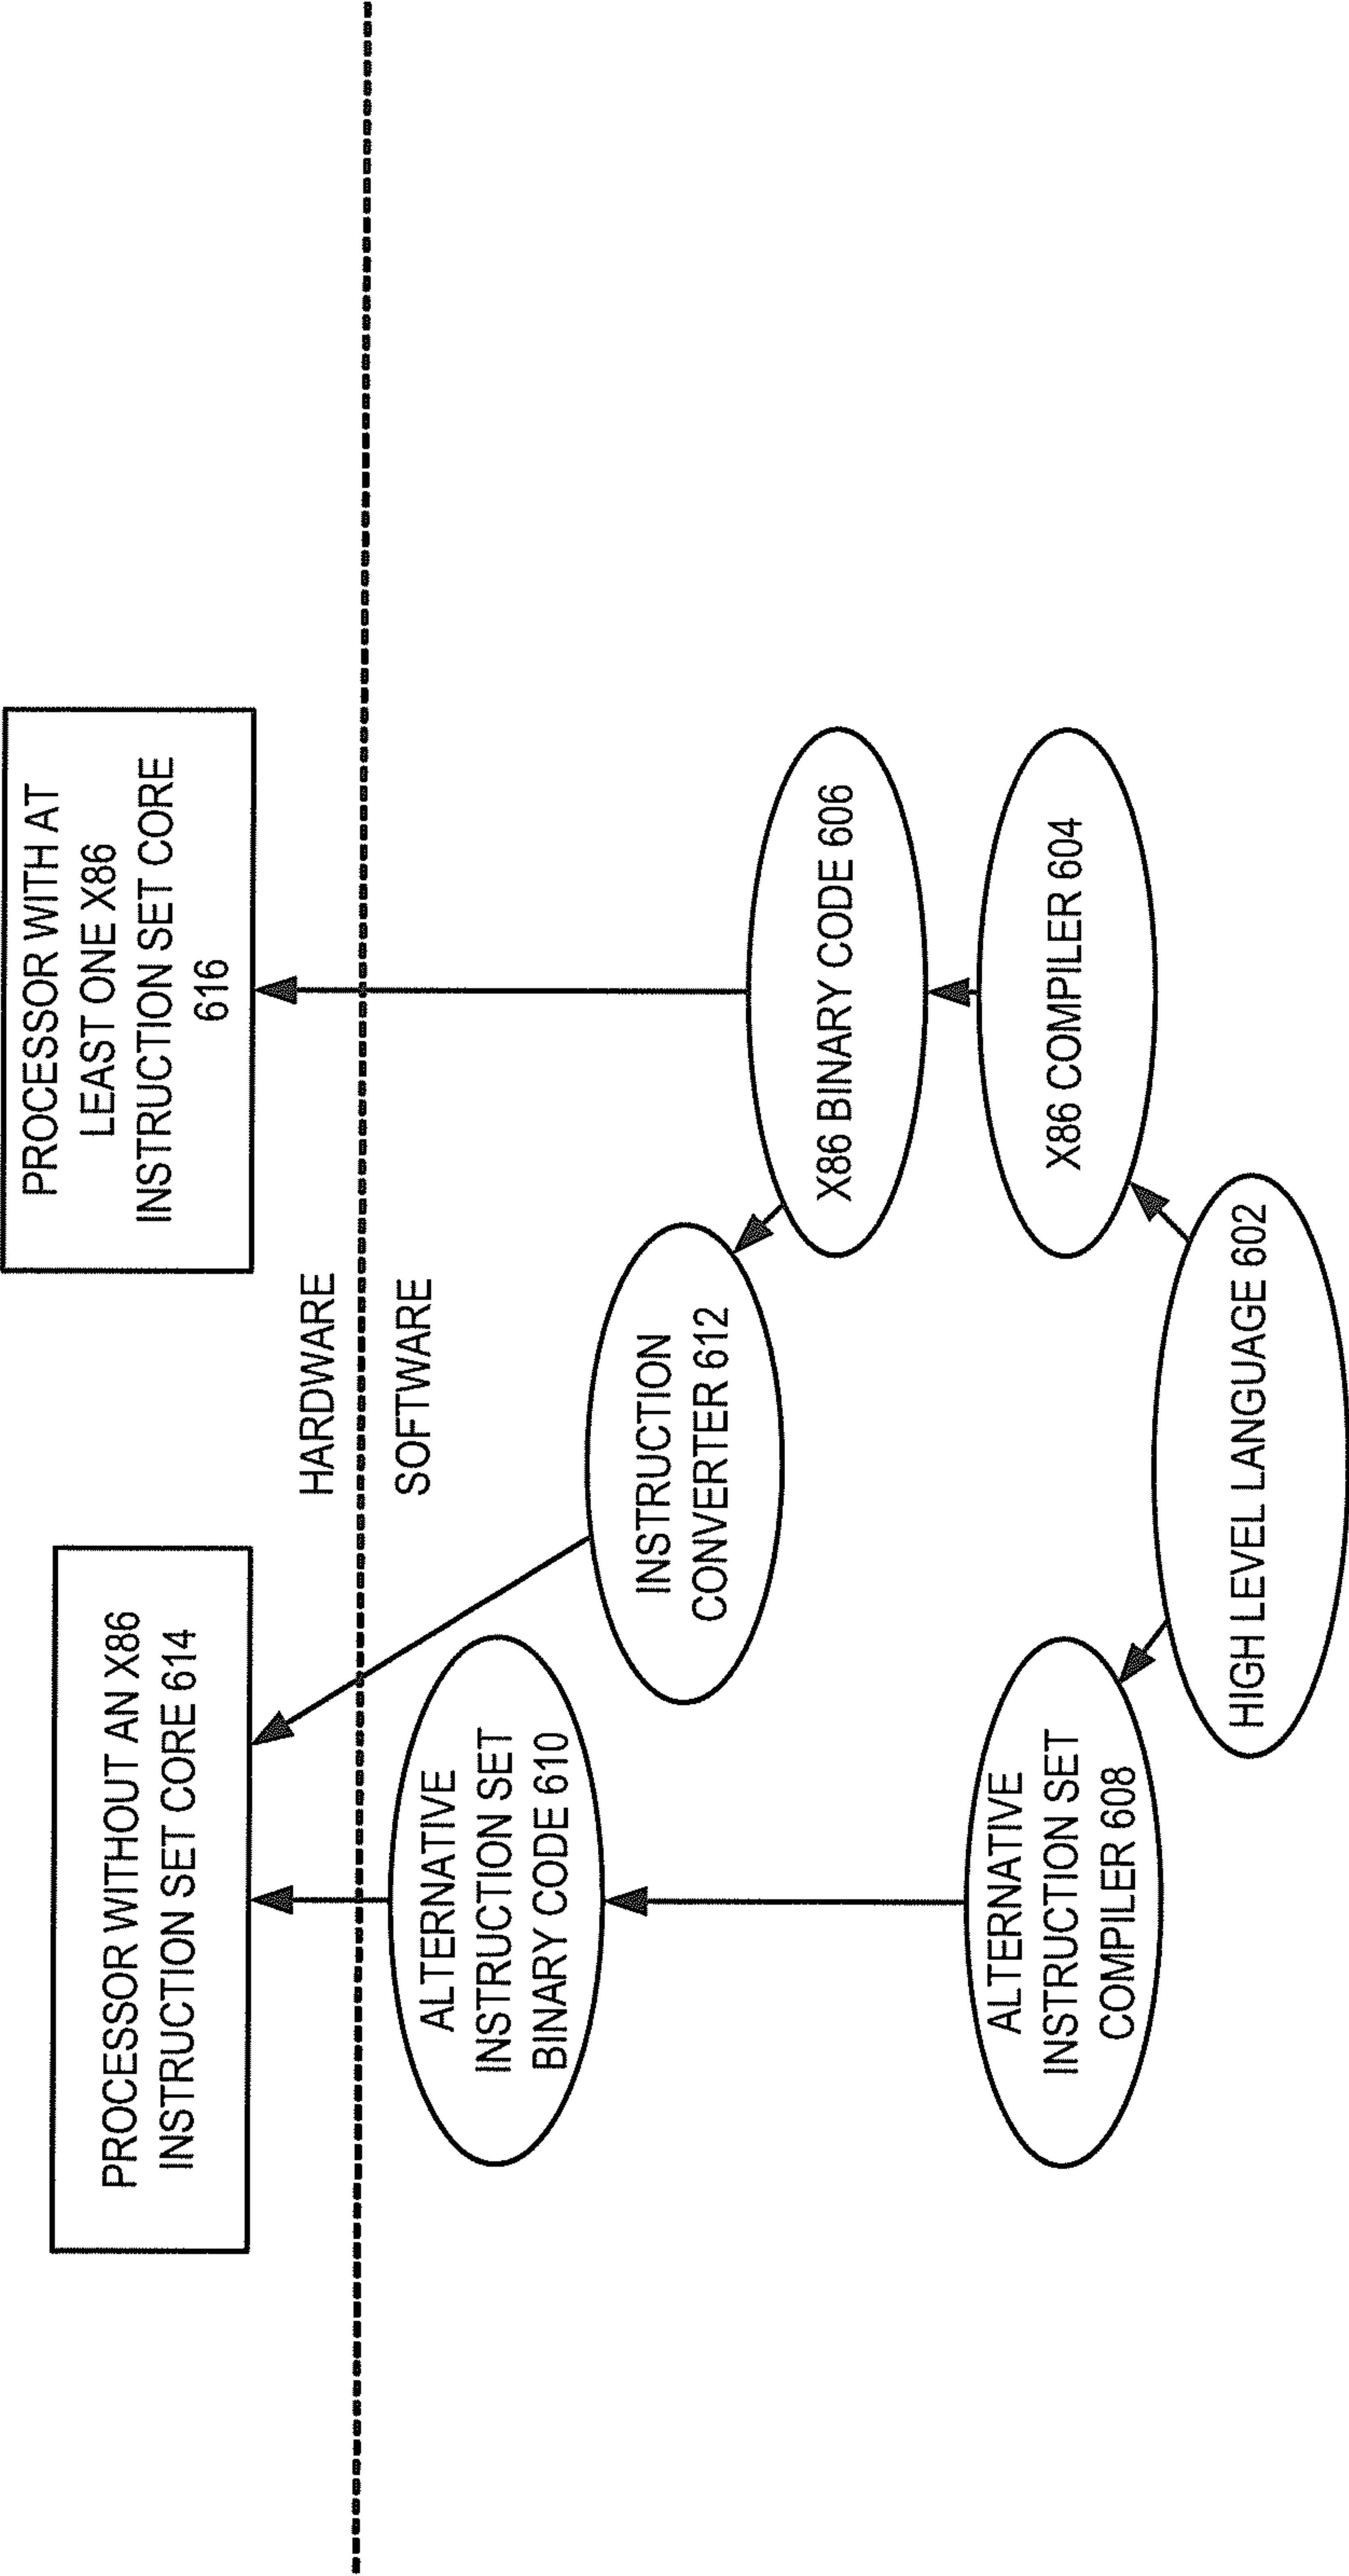 PROCESSOR WITHOUT AN X86
INSTRUCTION SET CORE 614
PROCESSOR WITH AT
LEAST ONE X86
INSTRUCTION SET CORE
616
HARDWARE
SOFTWARE
ALTERNATIVE
INSTRUCTION SET
BINARY CODE 610
INSTRUCTION
CONVERTER 612
X86 BINARY CODE 606
ALTERNATIVE
INSTRUCTION SET
COMPILER 608
X86 COMPILER 604
HIGH LEVEL LANGUAGE 602